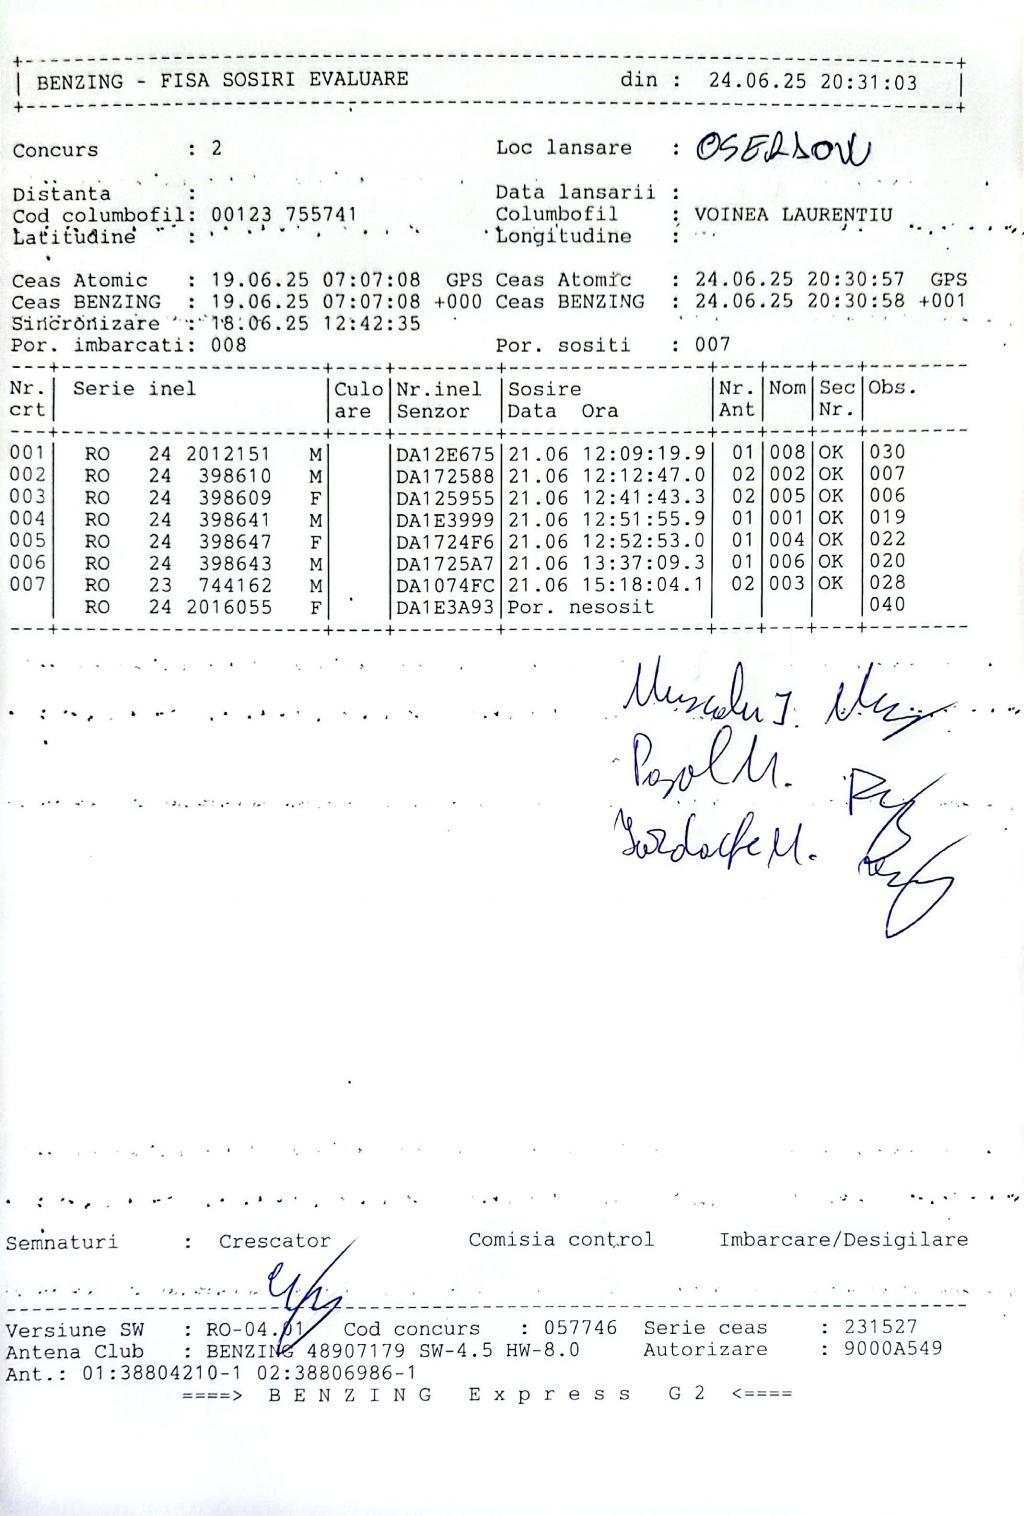 BENZING - FISA SOSIRI EVALUARE din : 24.06.25 20:31:03
Concurs : 2 Loc lansare : OSERDOW
Distanta : Data lansarii :
Cod columbofil: 00123 755741 Columbofil : VOINEA LAURENTIU
Latitudine : Longitudine :
Ceas Atomic : 19.06.25 07:07:08 GPS Ceas Atomic : 24.06.25 20:30:57 GPS
Ceas BENZING : 19.06.25 07:07:08 +000 Ceas BENZING : 24.06.25 20:30:58 +001
Sincronizare : 18.06.25 12:42:35
Por. imbarcati: 008 Por. sositi : 007
Nr. Serie inel Culo Nr.inel Sosire Nr. Nom Sec Obs.
crt are Senzor Data Ora Ant Nr.
001 RO 24 2012151 M DA12E675 21.06 12:09:19.9 01 008 OK 030
002 RO 24 398610 M DA172588 21.06 12:12:47.0 02 002 OK 007
003 RO 24 398609 F DA125955 21.06 12:41:43.3 02 005 OK 006
004 RO 24 398641 M DA1E3999 21.06 12:51:55.9 01 001 OK 019
005 RO 24 398647 F DA1724F6 21.06 12:52:53.0 01 004 OK 022
006 RO 24 398643 M DA1725A7 21.06 13:37:09.3 01 006 OK 020
007 RO 23 744162 M DA1074FC 21.06 15:18:04.1 02 003 OK 028
RO 24 2016055 F DA1E3A93 Por. nesosit 040
Muscalu I.
M.
Iordache M.
Semnaturi : Crescator Comisia control Imbarcare/Desigilare
Versiune SW : RO-04.01 Cod concurs : 057746 Serie ceas : 231527
Antena Club : BENZING 48907179 SW-4.5 HW-8.0 Autorizare : 9000A549
Ant.: 01:38804210-1 02:38806986-1
====> B E N Z I N G E x p r e s s G 2 <====